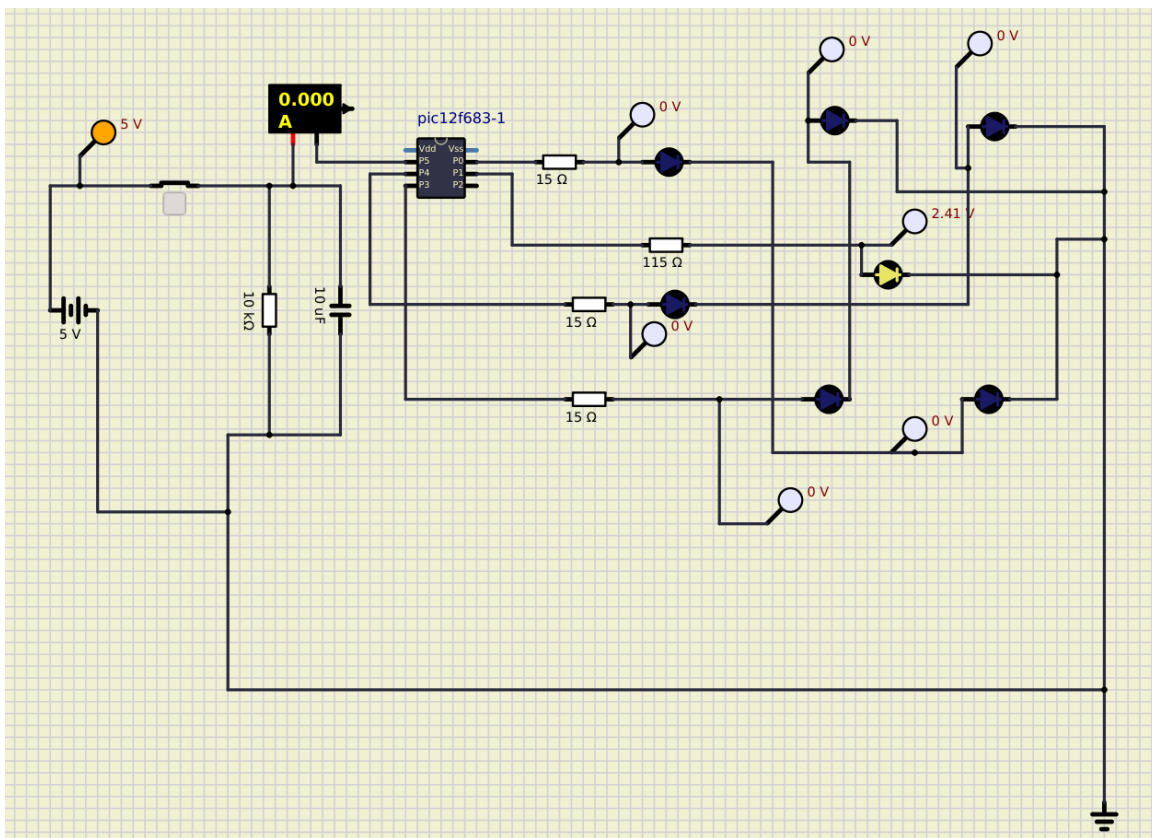 0 V
0 V
5 V
0.000
A
pic12f683-1
0 V
Vdd
Vss
P5
P0
P4
P1
P3
P2
15 Ω
2.41 V
115 Ω
10 kΩ
10 uF
5 V
15 Ω
0 V
15 Ω
0 V
0 V